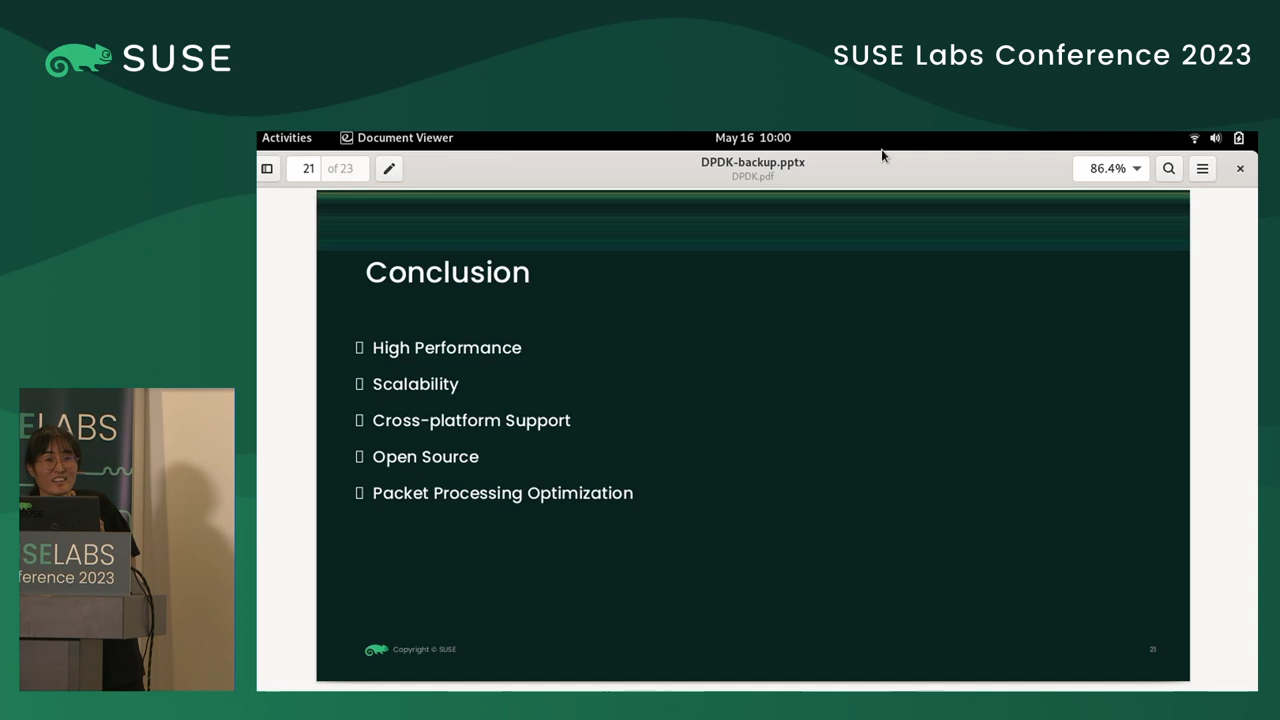 SUSE
SUSE Labs Conference 2023
Activities
Document Viewer
May 16 10:00
21 of 23
DPDK-backup.pptx
DPDK.pdf
86.4%
Conclusion
High Performance
Scalability
Cross-platform Support
Open Source
Packet Processing Optimization
Copyright © SUSE
21
ELABS
SELABS
ference 2023